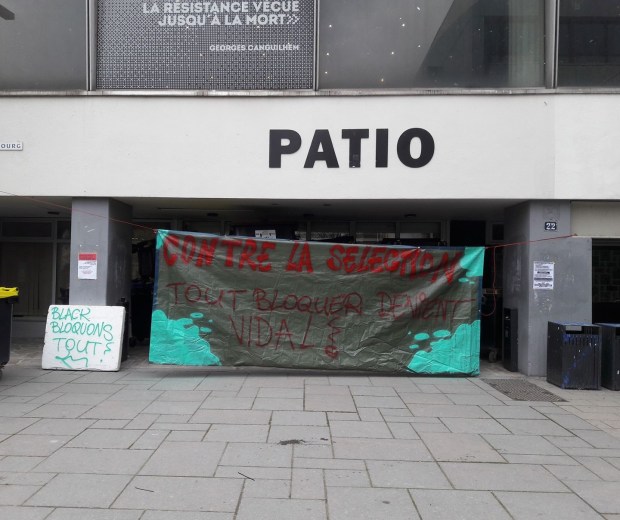 LA RÉSISTANCE VÉCUE
JUSQU'À LA MORT»
GEORGES CANGUILHEM
PATIO
OURG
22
CONTRE LA SELECTION
TOUT BLOQUER DEVIENT
VIDAL
BLACK
BLOQUONS
TOUT